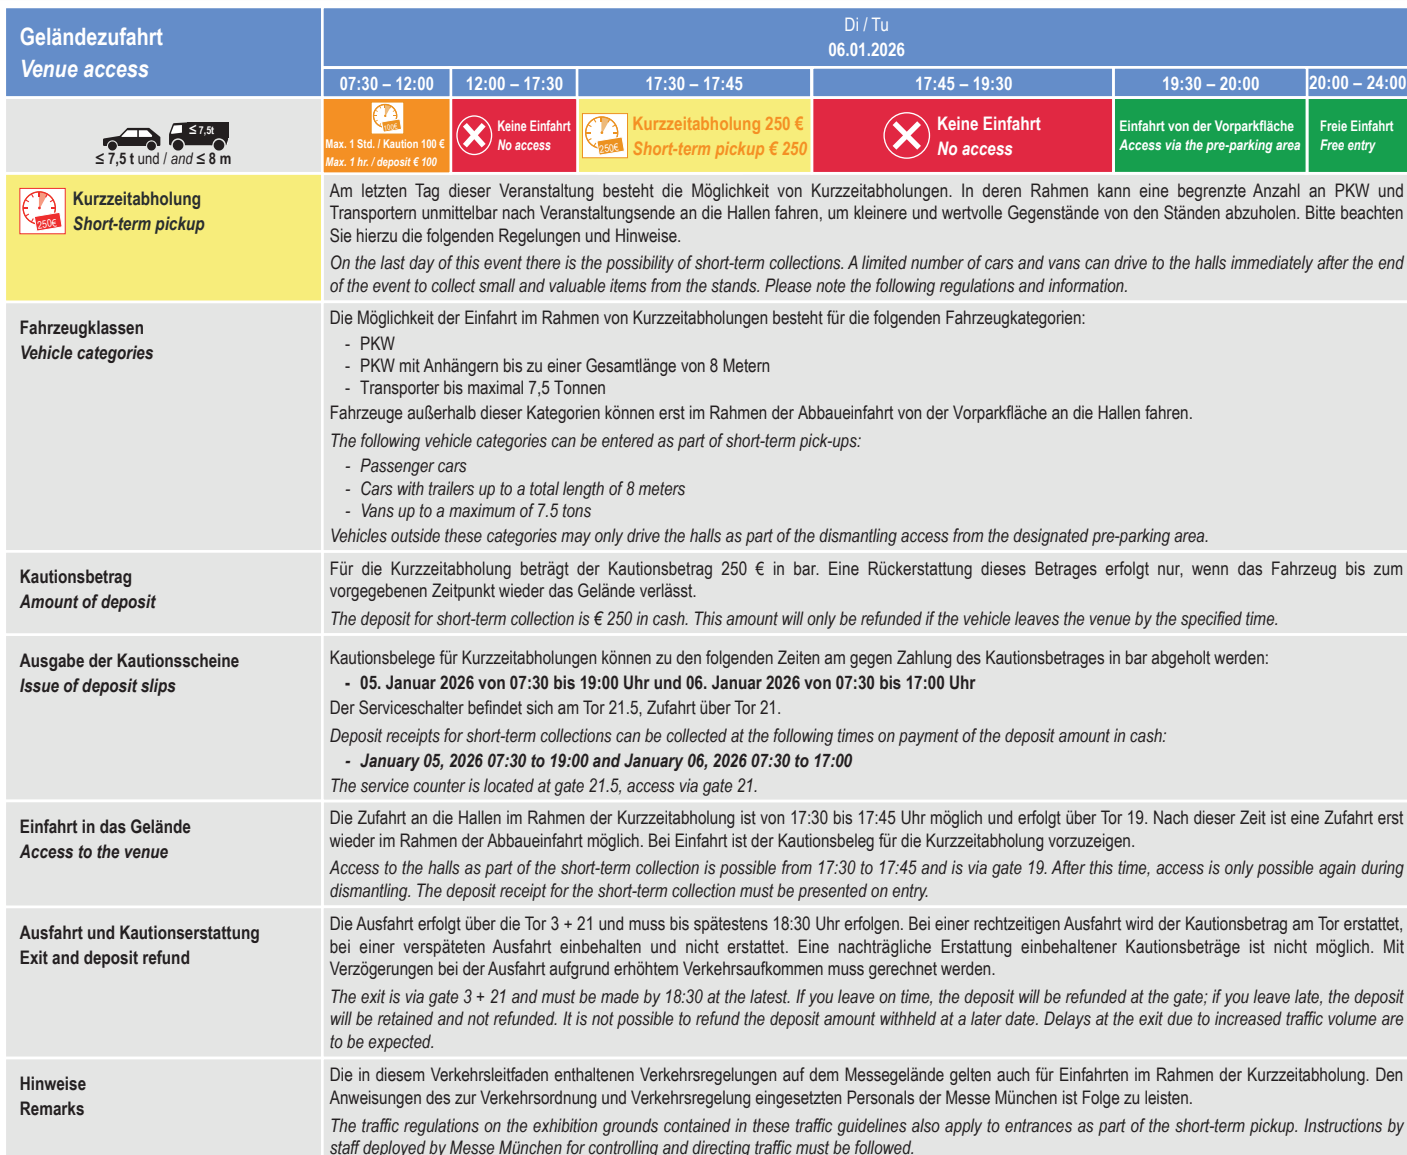 Geländezufahrt
Venue access
Di / Tu
06.01.2026
07:30 – 12:00
12:00 – 17:30
17:30 – 17:45
17:45 – 19:30
19:30 – 20:00
20:00 – 24:00
≤ 7,5t
≤ 7,5 t und / and ≤ 8 m
100€
Max. 1 Std. / Kaution 100 €
Max. 1 hr. / deposit € 100
Keine Einfahrt
No access
250€
Kurzzeitabholung 250 €
Short-term pickup € 250
Keine Einfahrt
No access
Einfahrt von der Vorparkfläche
Access via the pre-parking area
Freie Einfahrt
Free entry
250€
Kurzzeitabholung
Short-term pickup
Am letzten Tag dieser Veranstaltung besteht die Möglichkeit von Kurzzeitabholungen. In deren Rahmen kann eine begrenzte Anzahl an PKW und
Transportern unmittelbar nach Veranstaltungsende an die Hallen fahren, um kleinere und wertvolle Gegenstände von den Ständen abzuholen. Bitte beachten
Sie hierzu die folgenden Regelungen und Hinweise.
On the last day of this event there is the possibility of short-term collections. A limited number of cars and vans can drive to the halls immediately after the end
of the event to collect small and valuable items from the stands. Please note the following regulations and information.
Fahrzeugklassen
Vehicle categories
Die Möglichkeit der Einfahrt im Rahmen von Kurzzeitabholungen besteht für die folgenden Fahrzeugkategorien:
- PKW
- PKW mit Anhängern bis zu einer Gesamtlänge von 8 Metern
- Transporter bis maximal 7,5 Tonnen
Fahrzeuge außerhalb dieser Kategorien können erst im Rahmen der Abbaueinfahrt von der Vorparkfläche an die Hallen fahren.
The following vehicle categories can be entered as part of short-term pick-ups:
- Passenger cars
- Cars with trailers up to a total length of 8 meters
- Vans up to a maximum of 7.5 tons
Vehicles outside these categories may only drive the halls as part of the dismantling access from the designated pre-parking area.
Kautionsbetrag
Amount of deposit
Für die Kurzzeitabholung beträgt der Kautionsbetrag 250 € in bar. Eine Rückerstattung dieses Betrages erfolgt nur, wenn das Fahrzeug bis zum
vorgegebenen Zeitpunkt wieder das Gelände verlässt.
The deposit for short-term collection is € 250 in cash. This amount will only be refunded if the vehicle leaves the venue by the specified time.
Ausgabe der Kautionsscheine
Issue of deposit slips
Kautionsbelege für Kurzzeitabholungen können zu den folgenden Zeiten am gegen Zahlung des Kautionsbetrages in bar abgeholt werden:
- 05. Januar 2026 von 07:30 bis 19:00 Uhr und 06. Januar 2026 von 07:30 bis 17:00 Uhr
Der Serviceschalter befindet sich am Tor 21.5, Zufahrt über Tor 21.
Deposit receipts for short-term collections can be collected at the following times on payment of the deposit amount in cash:
- January 05, 2026 07:30 to 19:00 and January 06, 2026 07:30 to 17:00
The service counter is located at gate 21.5, access via gate 21.
Einfahrt in das Gelände
Access to the venue
Die Zufahrt an die Hallen im Rahmen der Kurzzeitabholung ist von 17:30 bis 17:45 Uhr möglich und erfolgt über Tor 19. Nach dieser Zeit ist eine Zufahrt erst
wieder im Rahmen der Abbaueinfahrt möglich. Bei Einfahrt ist der Kautionsbeleg für die Kurzzeitabholung vorzuzeigen.
Access to the halls as part of the short-term collection is possible from 17:30 to 17:45 and is via gate 19. After this time, access is only possible again during
dismantling. The deposit receipt for the short-term collection must be presented on entry.
Ausfahrt und Kautionserstattung
Exit and deposit refund
Die Ausfahrt erfolgt über die Tor 3 + 21 und muss bis spätestens 18:30 Uhr erfolgen. Bei einer rechtzeitigen Ausfahrt wird der Kautionsbetrag am Tor erstattet,
bei einer verspäteten Ausfahrt einbehalten und nicht erstattet. Eine nachträgliche Erstattung einbehaltener Kautionsbeträge ist nicht möglich. Mit
Verzögerungen bei der Ausfahrt aufgrund erhöhtem Verkehrsaufkommen muss gerechnet werden.
The exit is via gate 3 + 21 and must be made by 18:30 at the latest. If you leave on time, the deposit will be refunded at the gate; if you leave late, the deposit
will be retained and not refunded. It is not possible to refund the deposit amount withheld at a later date. Delays at the exit due to increased traffic volume are
to be expected.
Hinweise
Remarks
Die in diesem Verkehrsleitfaden enthaltenen Verkehrsregelungen auf dem Messegelände gelten auch für Einfahrten im Rahmen der Kurzzeitabholung. Den
Anweisungen des zur Verkehrsordnung und Verkehrsregelung eingesetzten Personals der Messe München ist Folge zu leisten.
The traffic regulations on the exhibition grounds contained in these traffic guidelines also apply to entrances as part of the short-term pickup. Instructions by
staff deployed by Messe München for controlling and directing traffic must be followed.